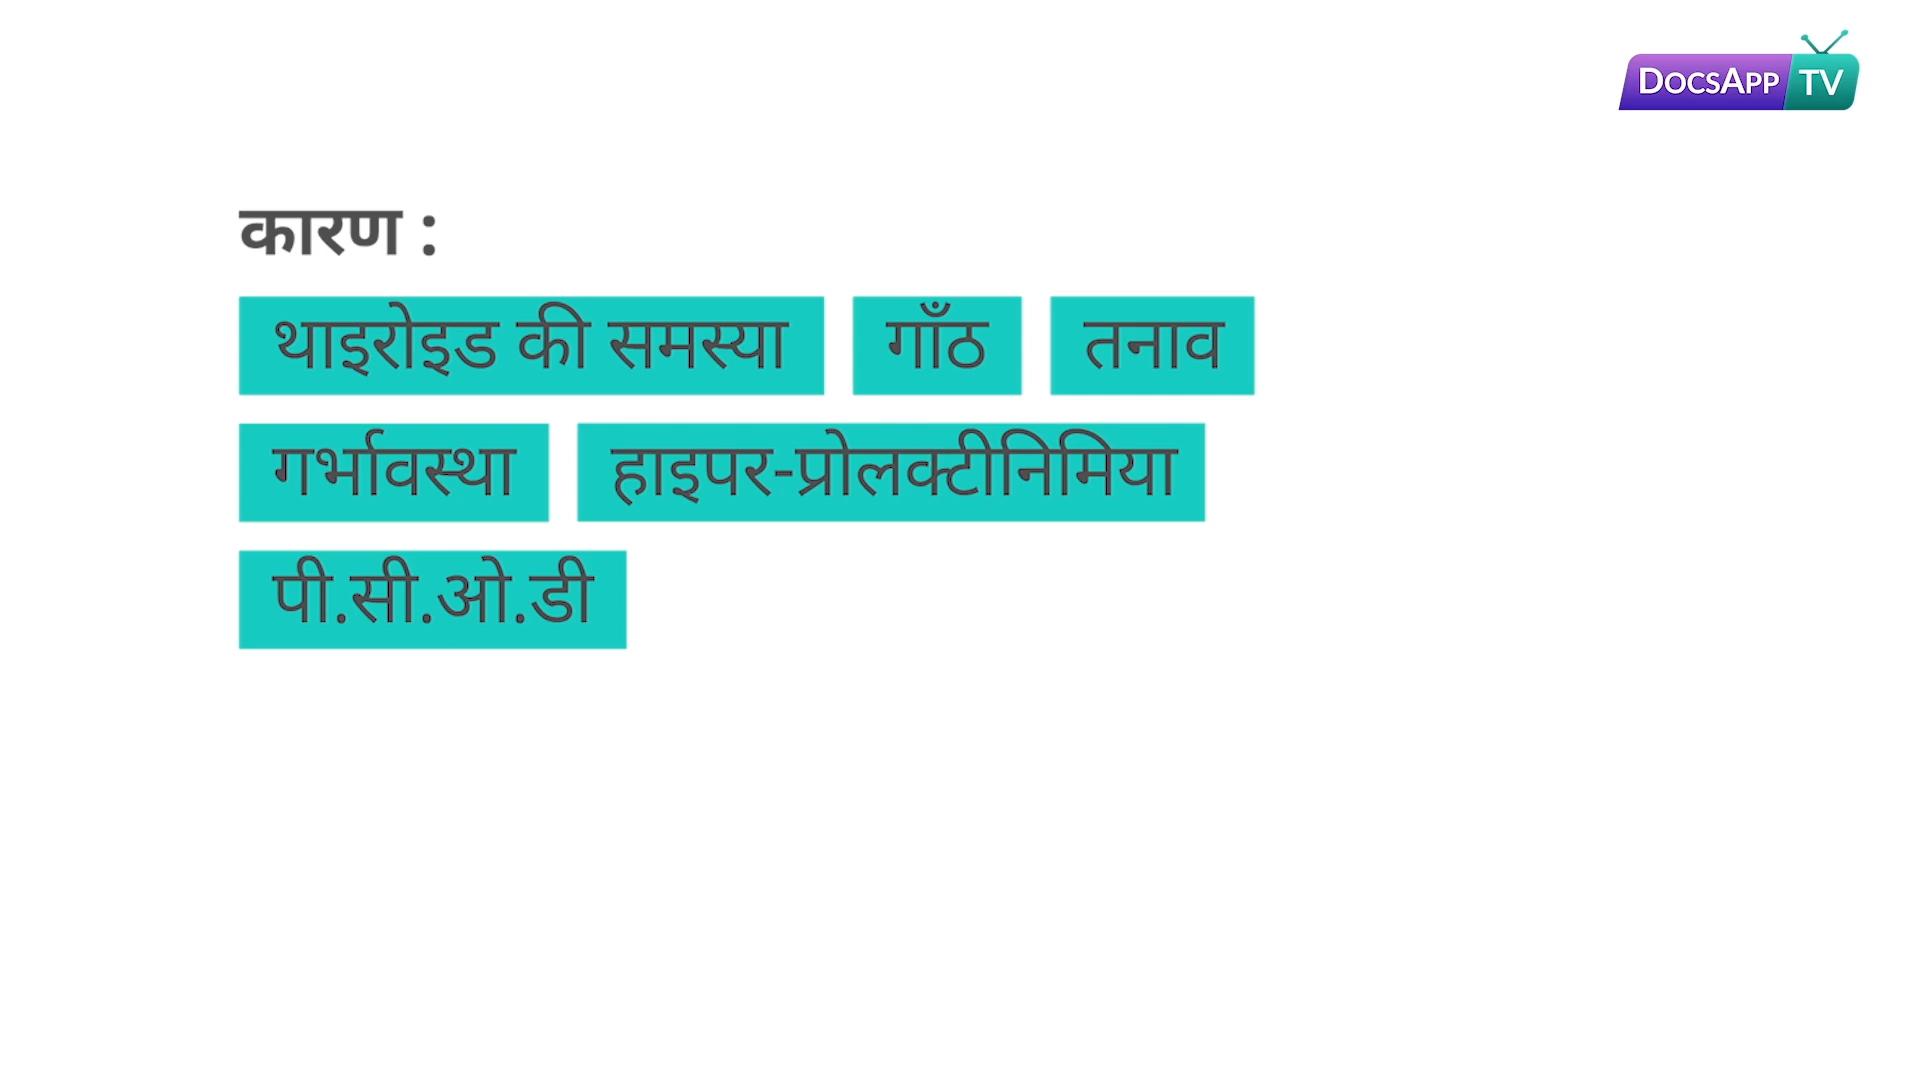 DOCSAPP TV
कारण :
थाइरोइड की समस्या गाँठ तनाव
गर्भावस्था हाइपर-प्रोलक्टीनिमिया
पी.सी.ओ.डी